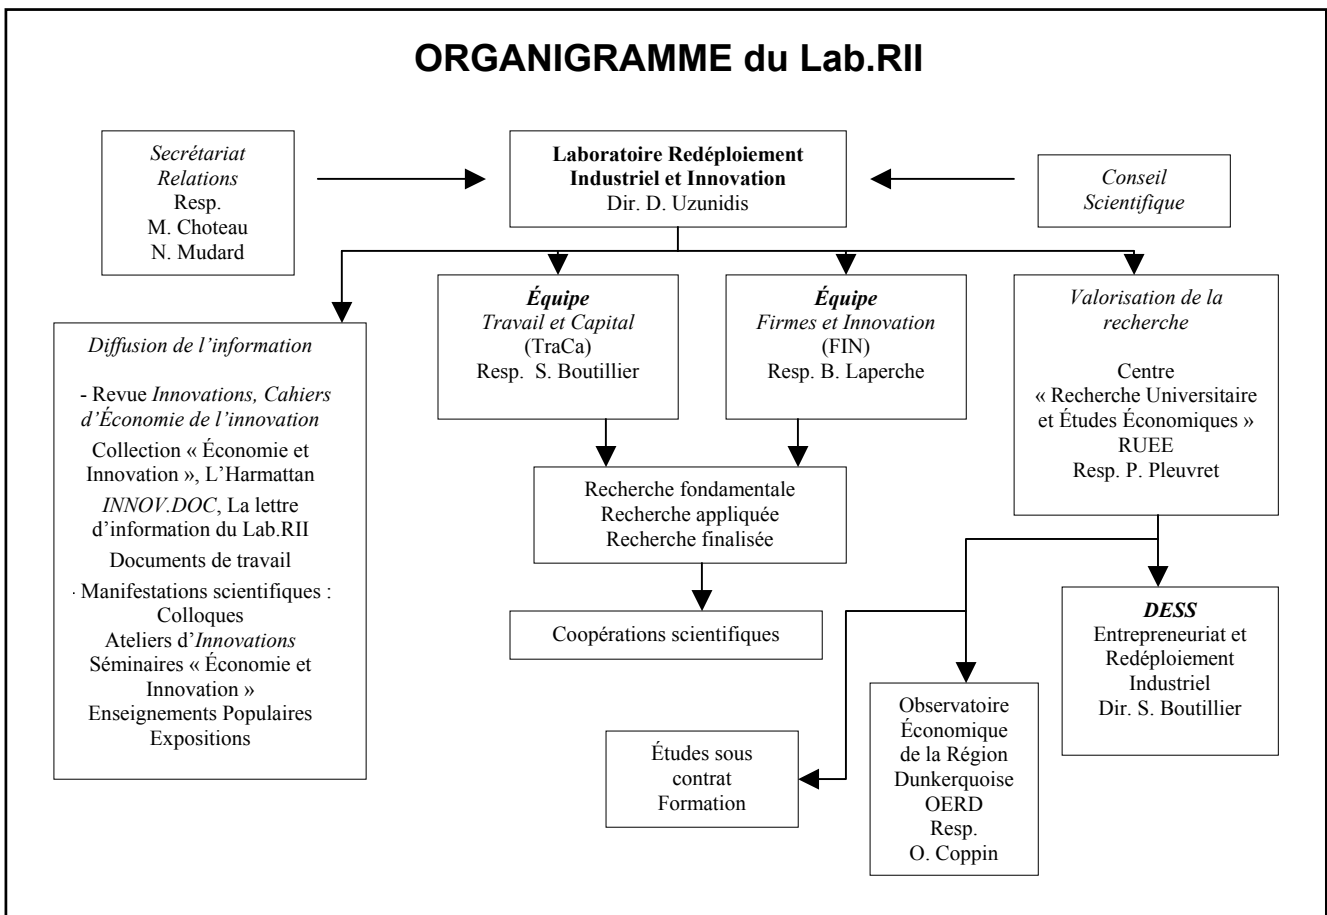 ORGANIGRAMME du Lab.RII
Secrétariat
Relations
Resp.
M. Choteau
N. Mudard
Laboratoire Redéploiement
Industriel et Innovation
Dir. D. Uzunidis
Conseil
Scientifique
Diffusion de l’information
- Revue Innovations, Cahiers
d’Économie de l’innovation
Collection « Économie et
Innovation », L’Harmattan
INNOV.DOC, La lettre
d’information du Lab.RII
Documents de travail
· Manifestations scientifiques :
Colloques
Ateliers d’Innovations
Séminaires « Économie et
Innovation »
Enseignements Populaires
Expositions
Équipe
Travail et Capital
(TraCa)
Resp. S. Boutillier
Équipe
Firmes et Innovation
(FIN)
Resp. B. Laperche
Valorisation de la
recherche
Centre
« Recherche Universitaire
et Études Économiques »
RUEE
Resp. P. Pleuvret
Recherche fondamentale
Recherche appliquée
Recherche finalisée
Coopérations scientifiques
Études sous
contrat
Formation
Observatoire
Économique
de la Région
Dunkerquoise
OERD
Resp.
O. Coppin
DESS
Entrepreneuriat et
Redéploiement
Industriel
Dir. S. Boutillier